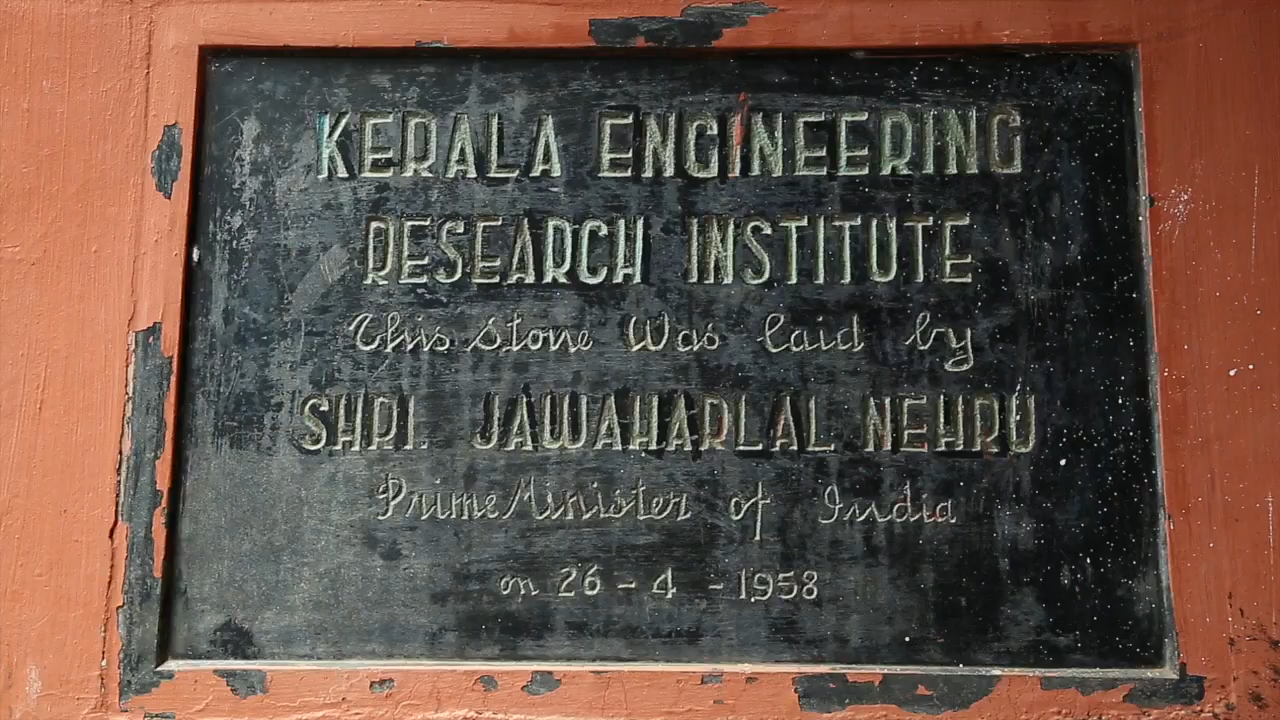 KERALA ENGINEERING
RESEARCH INSTITUTE
This Stone Was laid by
SHRI. JAWAHARLAL NEHRU
Prime Minister of India
on 26 - 4 - 1958